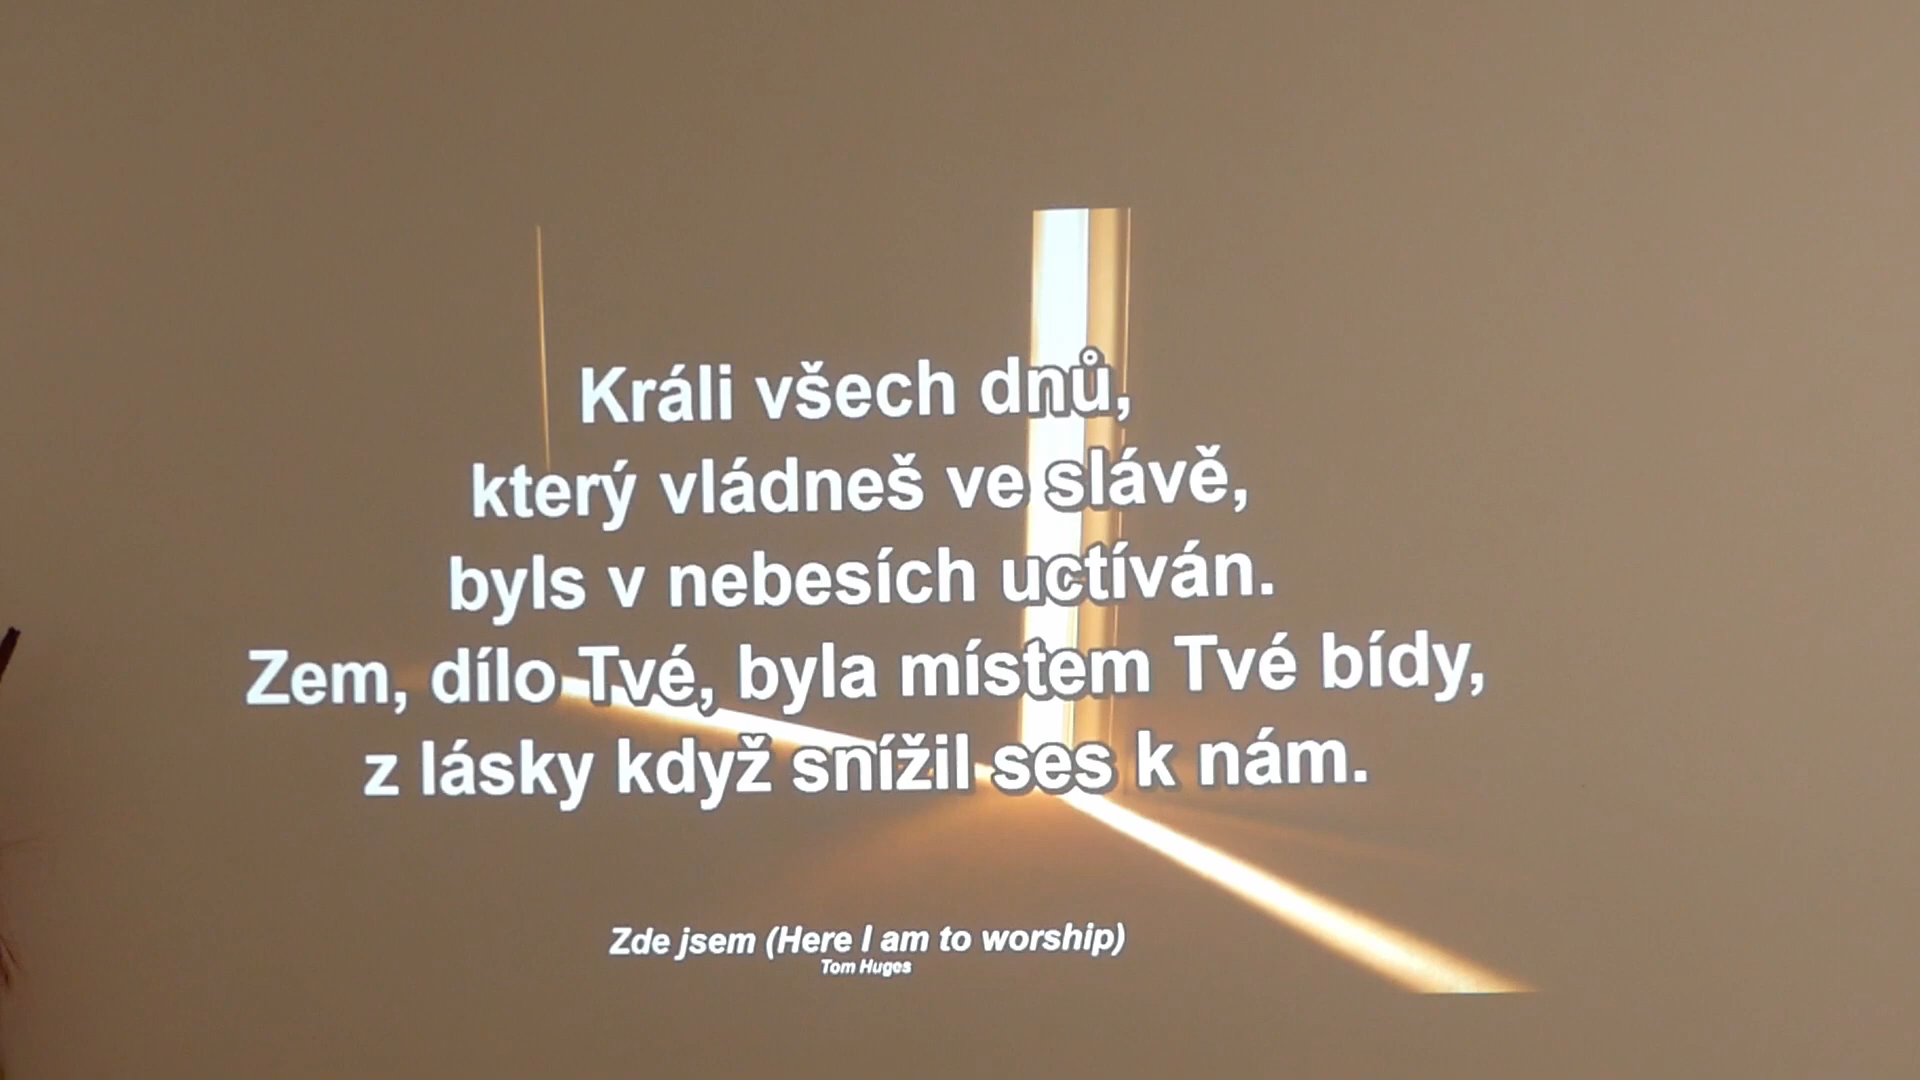 Králi všech dnů,
který vládneš ve slávě,
byls v nebesích uctíván.
Zem, dílo Tvé, byla místem Tvé bídy,
z lásky když snížil ses k nám.
Zde jsem (Here I am to worship)
Tom Huges